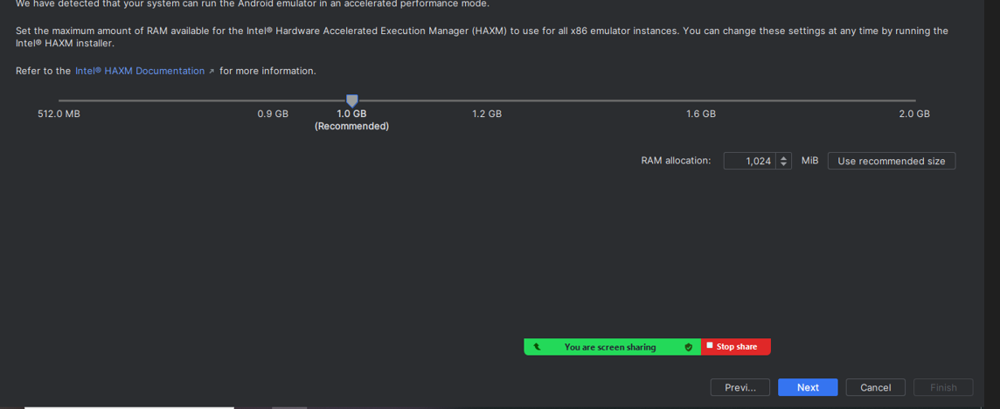 We have detected that your system can run the Android emulator in an accelerated performance mode.
Set the maximum amount of RAM available for the Intel® Hardware Accelerated Execution Manager (HAXM) to use for all x86 emulator instances. You can change these settings at any time by running the
Intel® HAXM installer.
Refer to the Intel® HAXM Documentation ↗ for more information.
512.0 MB 0.9 GB 1.0 GB 1.2 GB 1.6 GB 2.0 GB
(Recommended)
RAM allocation: 1,024 MiB Use recommended size
You are screen sharing Stop share
Previ... Next Cancel Finish